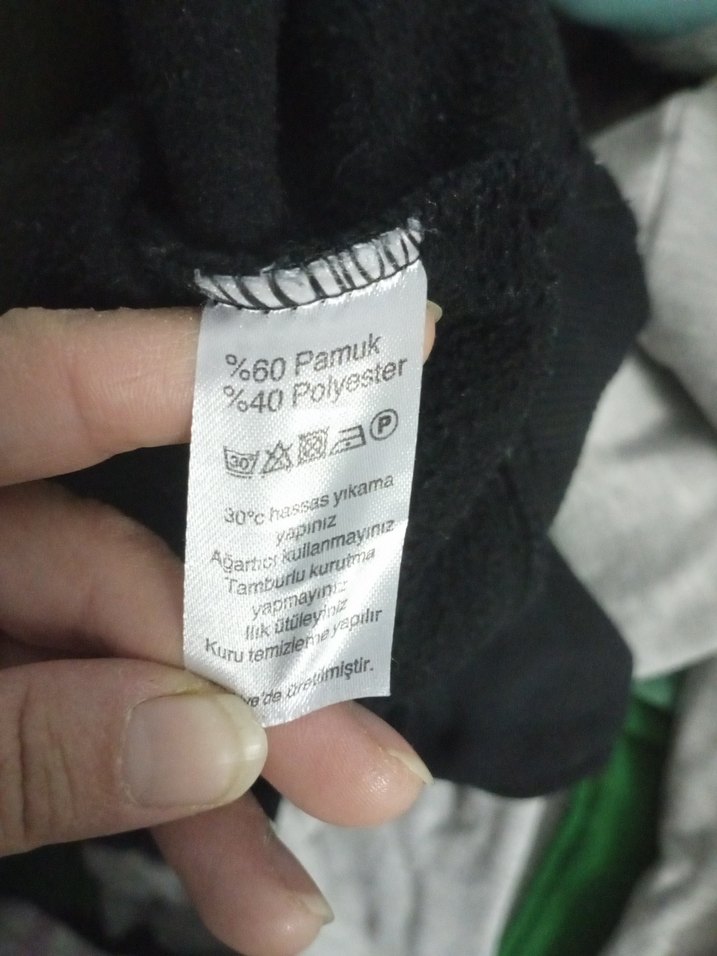 %60 Pamuk
%40 Polyester
30 P
30°c hassas yıkama
yapınız
Ağartıcı kullanmayınız
Tamburlu kurutma
yapmayınız
Ilık ütüleyiniz
Kuru temizleme yapılır
üretilmiştir.